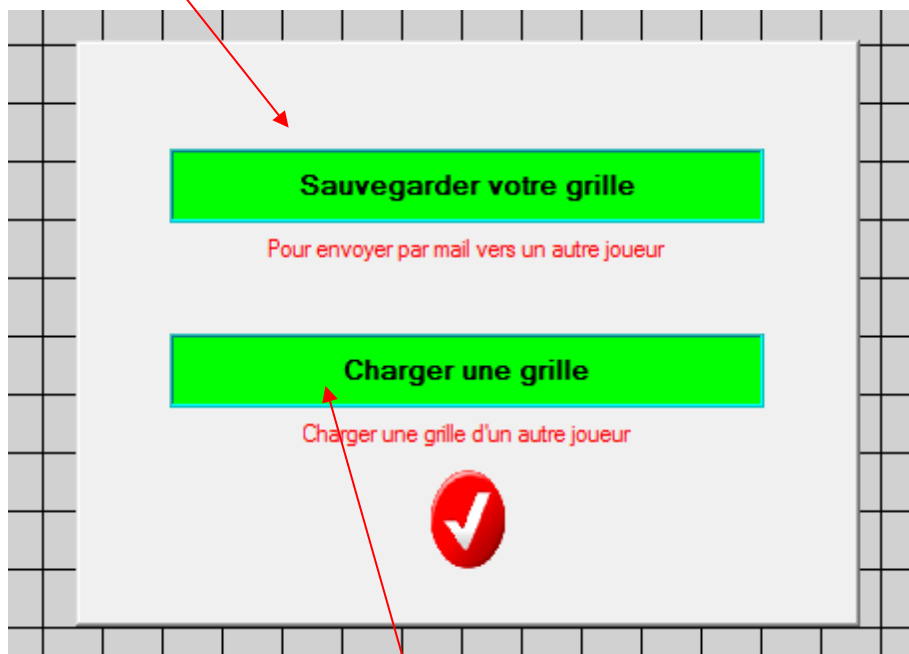 Sauvegarder votre grille
Pour envoyer par mail vers un autre joueur
Charger une grille
Charger une grille d'un autre joueur